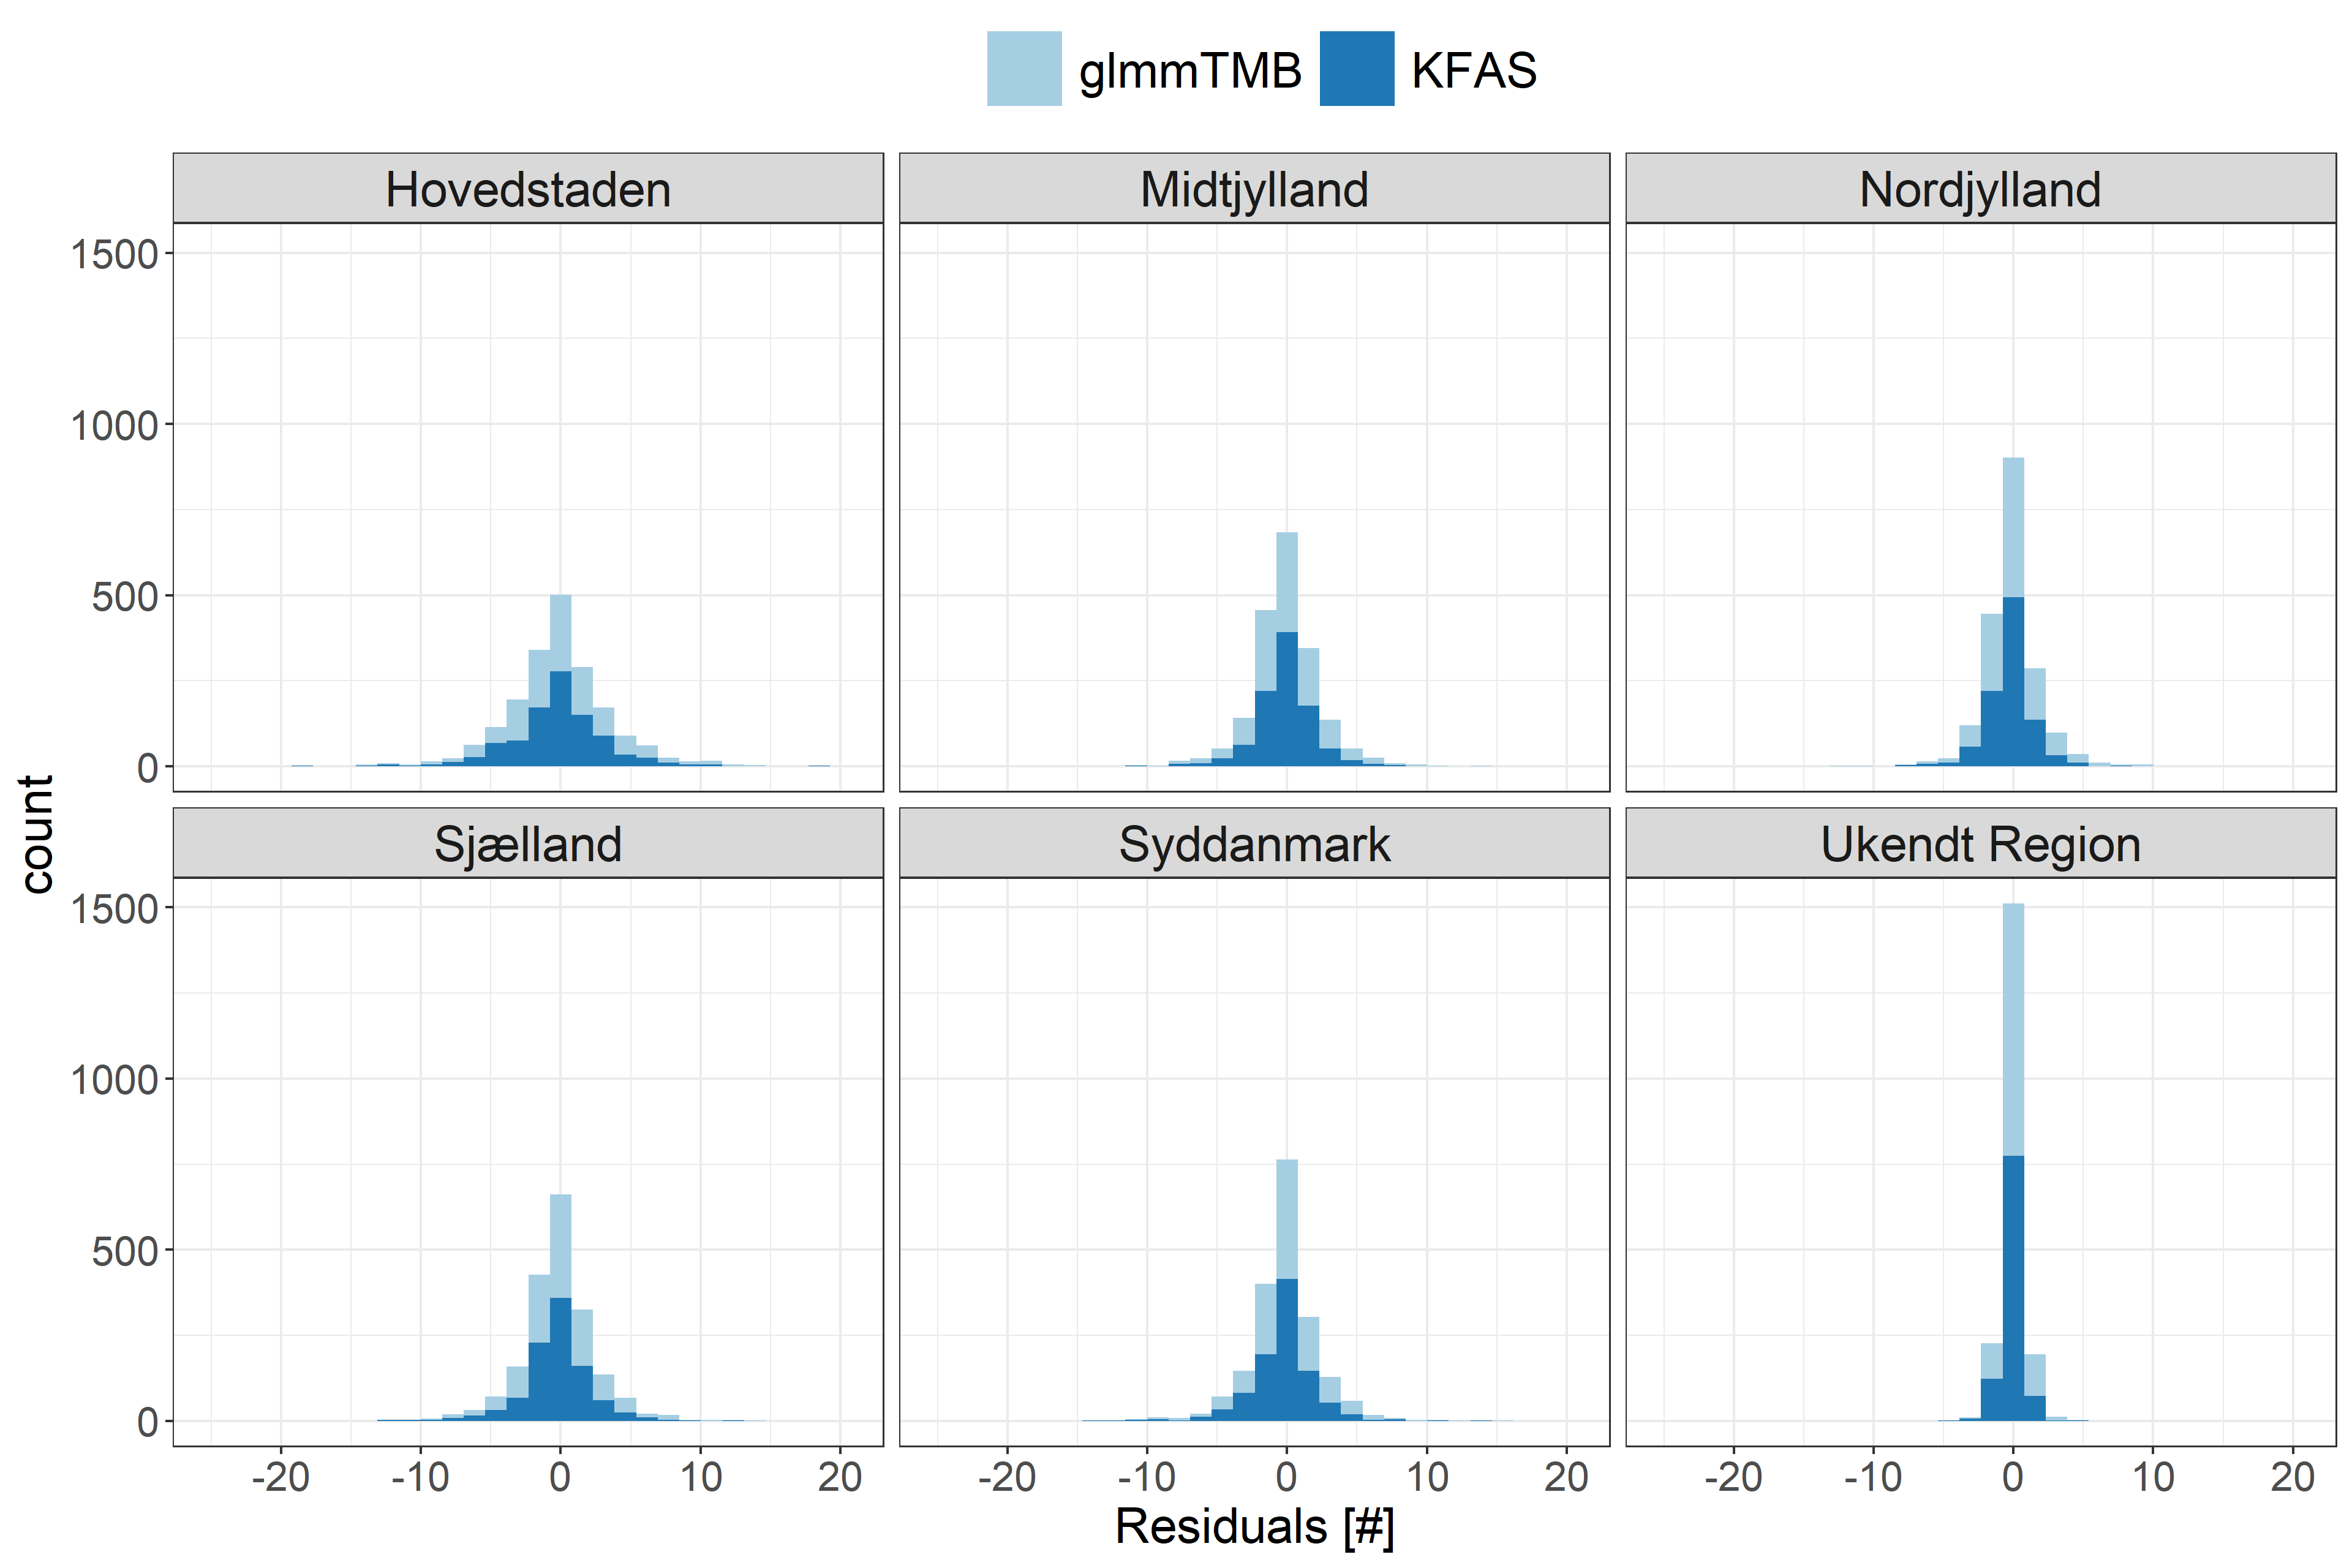 glmmTMB KFAS
Hovedstaden Midtjylland Nordjylland
1500
1000
500
0
Sjælland Syddanmark Ukendt Region
1500
1000
500
0
-20 -10 0 10 20 -20 -10 0 10 20 -20 -10 0 10 20
Residuals [#]
count